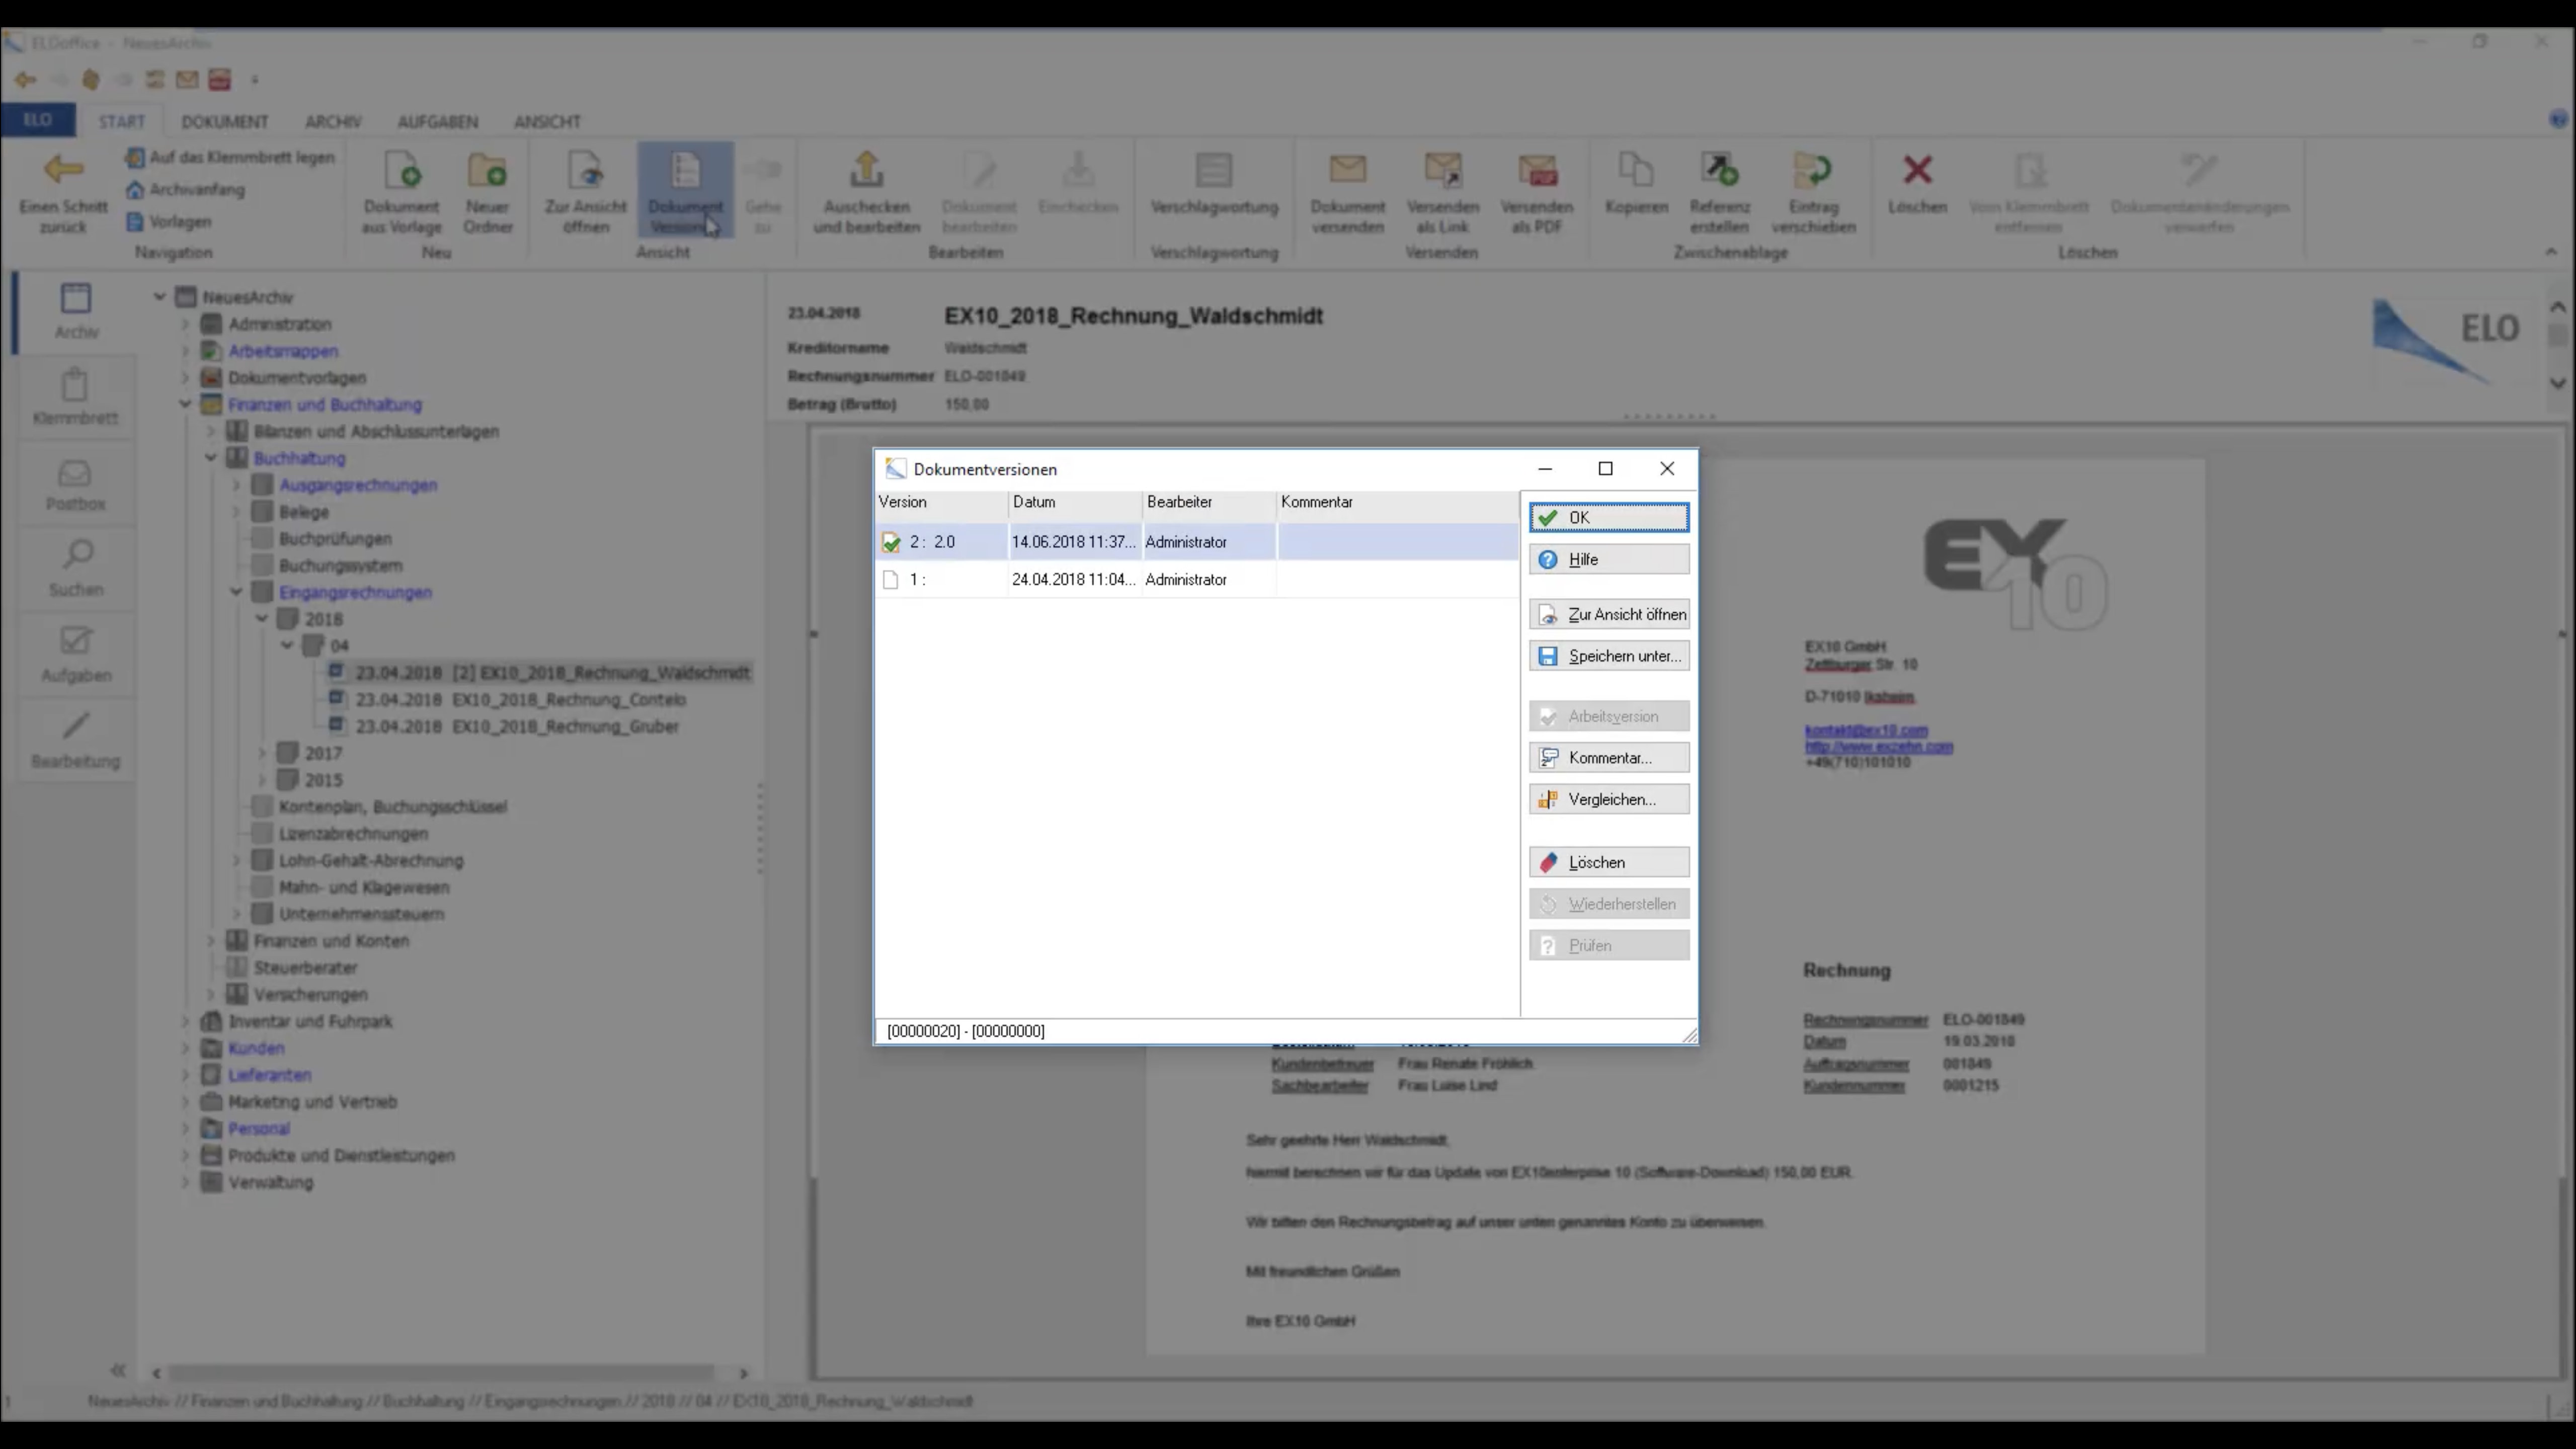 ELOoffice - NeuesArchiv
ELO START DOKUMENT ARCHIV AUFGABEN ANSICHT
Einen Schritt zurück
Auf das Klemmbrett legen
Archivanfang
Vorlagen
Navigation
Dokument aus Vorlage
Neuer Ordner
Neu
Zur Ansicht öffnen
Dokument
Gehe zu
Ansicht
Auschecken und bearbeiten
Dokument bearbeiten
Einchecken
Bearbeiten
Verschlagwortung
Verschlagwortung
Dokument versenden
Versenden als Link
Versenden als PDF
Versenden
Kopieren
Referenz erstellen
Eintrag verschieben
Zwischenablage
Löschen
Vom Klemmbrett entfernen
Dokumentenänderungen verwerfen
Löschen
Archiv
Klemmbrett
Postbox
Suchen
Aufgaben
Bearbeitung
NeuesArchiv
Administration
Arbeitsmappen
Dokumentvorlagen
Finanzen und Buchhaltung
Bilanzen und Abschlussunterlagen
Buchhaltung
Ausgangsrechnungen
Belege
Buchprüfungen
Buchungssystem
Eingangsrechnungen
2018
04
23.04.2018 [2] EX10_2018_Rechnung_Waldschmidt
23.04.2018 EX10_2018_Rechnung_Contelo
23.04.2018 EX10_2018_Rechnung_Gruber
2017
2015
Kontenplan, Buchungsschlüssel
Lizenzabrechnungen
Lohn-Gehalt-Abrechnung
Mahn- und Klagewesen
Unternehmenssteuern
Finanzen und Konten
Steuerberater
Versicherungen
Inventar und Fuhrpark
Kunden
Lieferanten
Marketing und Vertrieb
Personal
Produkte und Dienstleistungen
Verwaltung
23.04.2018 EX10_2018_Rechnung_Waldschmidt
Kreditorname Waldschmidt
Rechnungsnummer ELO-001849
Betrag (Brutto) 150,00
ELO
Dokumentversionen
Version Datum Bearbeiter Kommentar
2 : 2.0 14.06.2018 11:37... Administrator
1 : 24.04.2018 11:04... Administrator
OK
Hilfe
Zur Ansicht öffnen
Speichern unter...
Arbeitsversion
Kommentar...
Vergleichen...
Löschen
Wiederherstellen
Prüfen
[00000020] - [00000000]
EX10
EX10 GmbH
Zettburger Str. 10
D-71010 Iksheim
kontakt@ex10.com
http://www.exzehn.com
+49(710)101010
Rechnung
Rechnungsnummer ELO-001849
Datum 19.03.2018
Auftragsnummer 001849
Kundennummer 0001215
Kundenbetreuer Frau Renate Fröhlich
Sachbearbeiter Frau Luise Lind
Sehr geehrte Herr Waldschmidt,
hiermit berechnen wir für das Update von EX10enterprise 10 (Software-Download) 150,00 EUR.
Wir bitten den Rechnungsbetrag auf unser unten genanntes Konto zu überweisen.
Mit freundlichen Grüßen
Ihre EX10 GmbH
1 NeuesArchiv // Finanzen und Buchhaltung // Buchhaltung // Eingangsrechnungen // 2018 // 04 // EX10_2018_Rechnung_Waldschmidt